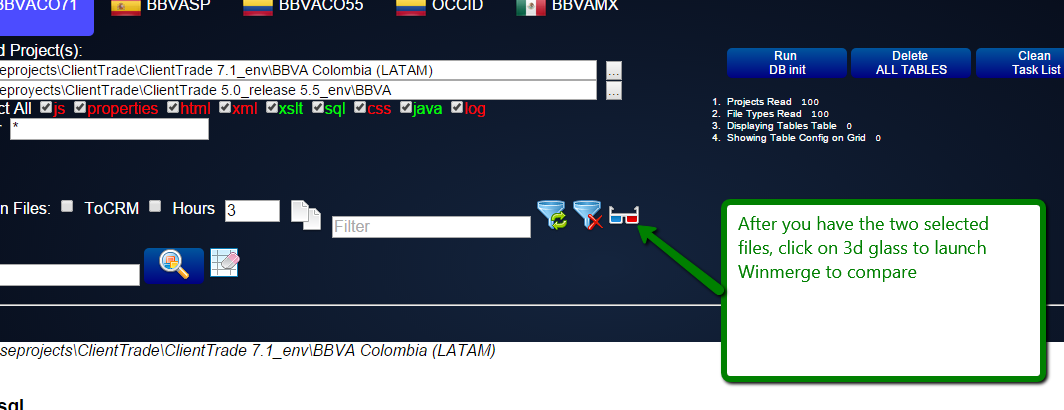 BBVACO71 BBVASP BBVACO55 OCCID BBVAMX
d Project(s):
eprojects\ClientTrade\ClientTrade 7.1_env\BBVA Colombia (LATAM) ...
eproyects\ClientTrade\ClientTrade 5.0_release 5.5_env\BBVA ...
ct All js properties html xml xslt sql css java log
*
Run
DB init
Delete
ALL TABLES
Clean
Task List
1. Projects Read 100
2. File Types Read 100
3. Displaying Tables Table 0
4. Showing Table Config on Grid 0
n Files: ToCRM Hours 3
Filter
After you have the two selected
files, click on 3d glass to launch
Winmerge to compare
seprojects\ClientTrade\ClientTrade 7.1_env\BBVA Colombia (LATAM)
sql